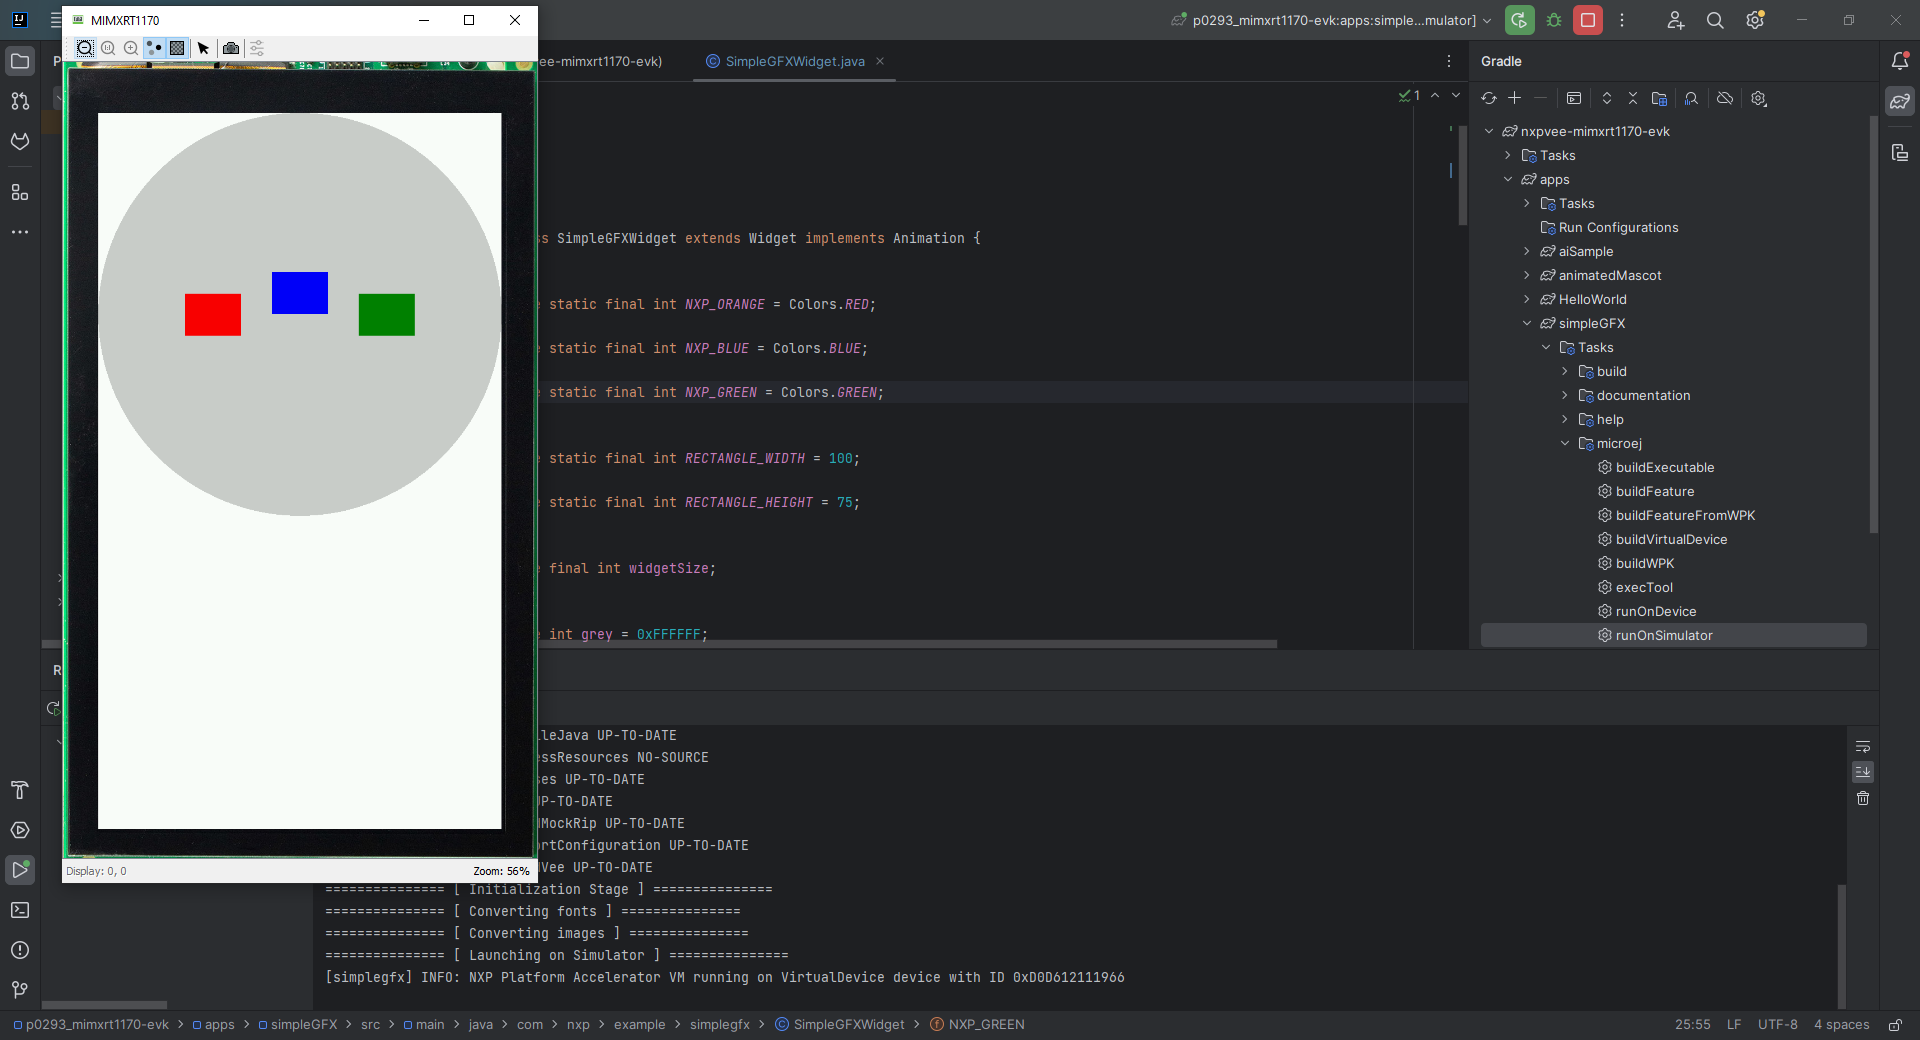 MIMXRT1170
p0293_mimxrt1170-evk:apps:simple...mulator]
ee-mimxrt1170-evk)
SimpleGFXWidget.java
Gradle
1
nxpvee-mimxrt1170-evk
Tasks
apps
Tasks
Run Configurations
aiSample
animatedMascot
HelloWorld
simpleGFX
Tasks
build
documentation
help
microej
buildExecutable
buildFeature
buildFeatureFromWPK
buildVirtualDevice
buildWPK
execTool
runOnDevice
runOnSimulator
s SimpleGFXWidget extends Widget implements Animation {
static final int NXP_ORANGE = Colors.RED;
static final int NXP_BLUE = Colors.BLUE;
static final int NXP_GREEN = Colors.GREEN;
static final int RECTANGLE_WIDTH = 100;
static final int RECTANGLE_HEIGHT = 75;
final int widgetSize;
int grey = 0xFFFFFF;
leJava UP-TO-DATE
essResources NO-SOURCE
ses UP-TO-DATE
UP-TO-DATE
dMockRip UP-TO-DATE
ortConfiguration UP-TO-DATE
Vee UP-TO-DATE
=============== [ Initialization Stage ] ===============
=============== [ Converting fonts ] ===============
=============== [ Converting images ] ===============
=============== [ Launching on Simulator ] ===============
[simplegfx] INFO: NXP Platform Accelerator VM running on VirtualDevice device with ID 0xD0D612111966
Display: 0, 0
Zoom: 56%
p0293_mimxrt1170-evk > apps > simpleGFX > src > main > java > com > nxp > example > simplegfx > SimpleGFXWidget > NXP_GREEN
25:55 LF UTF-8 4 spaces